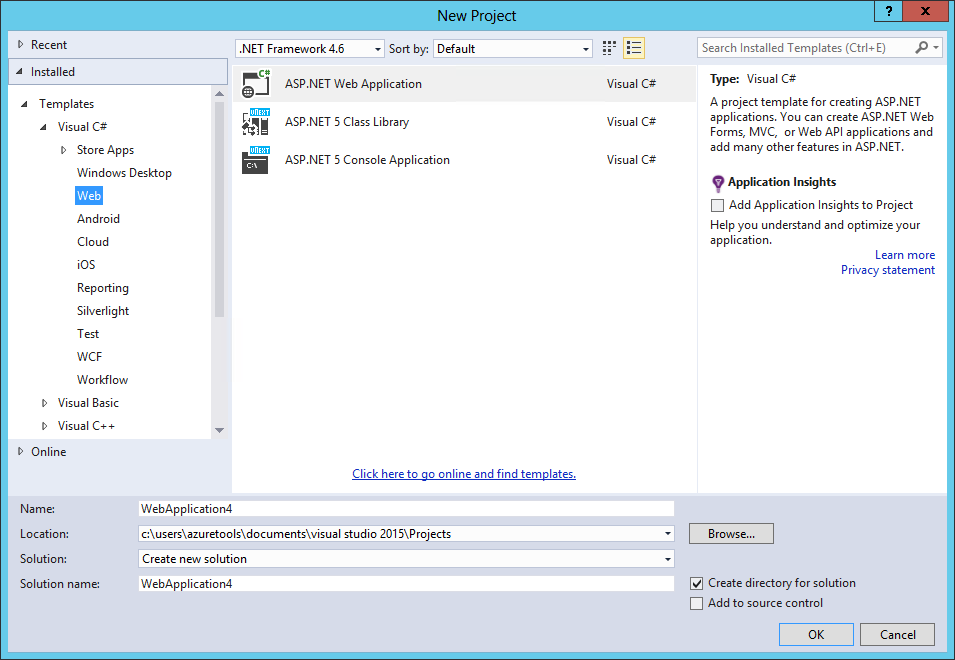 New Project
?
x
Recent
Installed
Templates
Visual C#
Store Apps
Windows Desktop
Web
Android
Cloud
iOS
Reporting
Silverlight
Test
WCF
Workflow
Visual Basic
Visual C++
Online
.NET Framework 4.6
Sort by:
Default
Search Installed Templates (Ctrl+E)
C#
ASP.NET Web Application
Visual C#
VNEXT
ASP.NET 5 Class Library
Visual C#
VNEXT
C:\
ASP.NET 5 Console Application
Visual C#
Click here to go online and find templates.
Type: Visual C#
A project template for creating ASP.NET
applications. You can create ASP.NET Web
Forms, MVC, or Web API applications and
add many other features in ASP.NET.
Application Insights
Add Application Insights to Project
Help you understand and optimize your
application.
Learn more
Privacy statement
Name:
WebApplication4
Location:
c:\users\azuretools\documents\visual studio 2015\Projects
Browse...
Solution:
Create new solution
Solution name:
WebApplication4
Create directory for solution
Add to source control
OK
Cancel